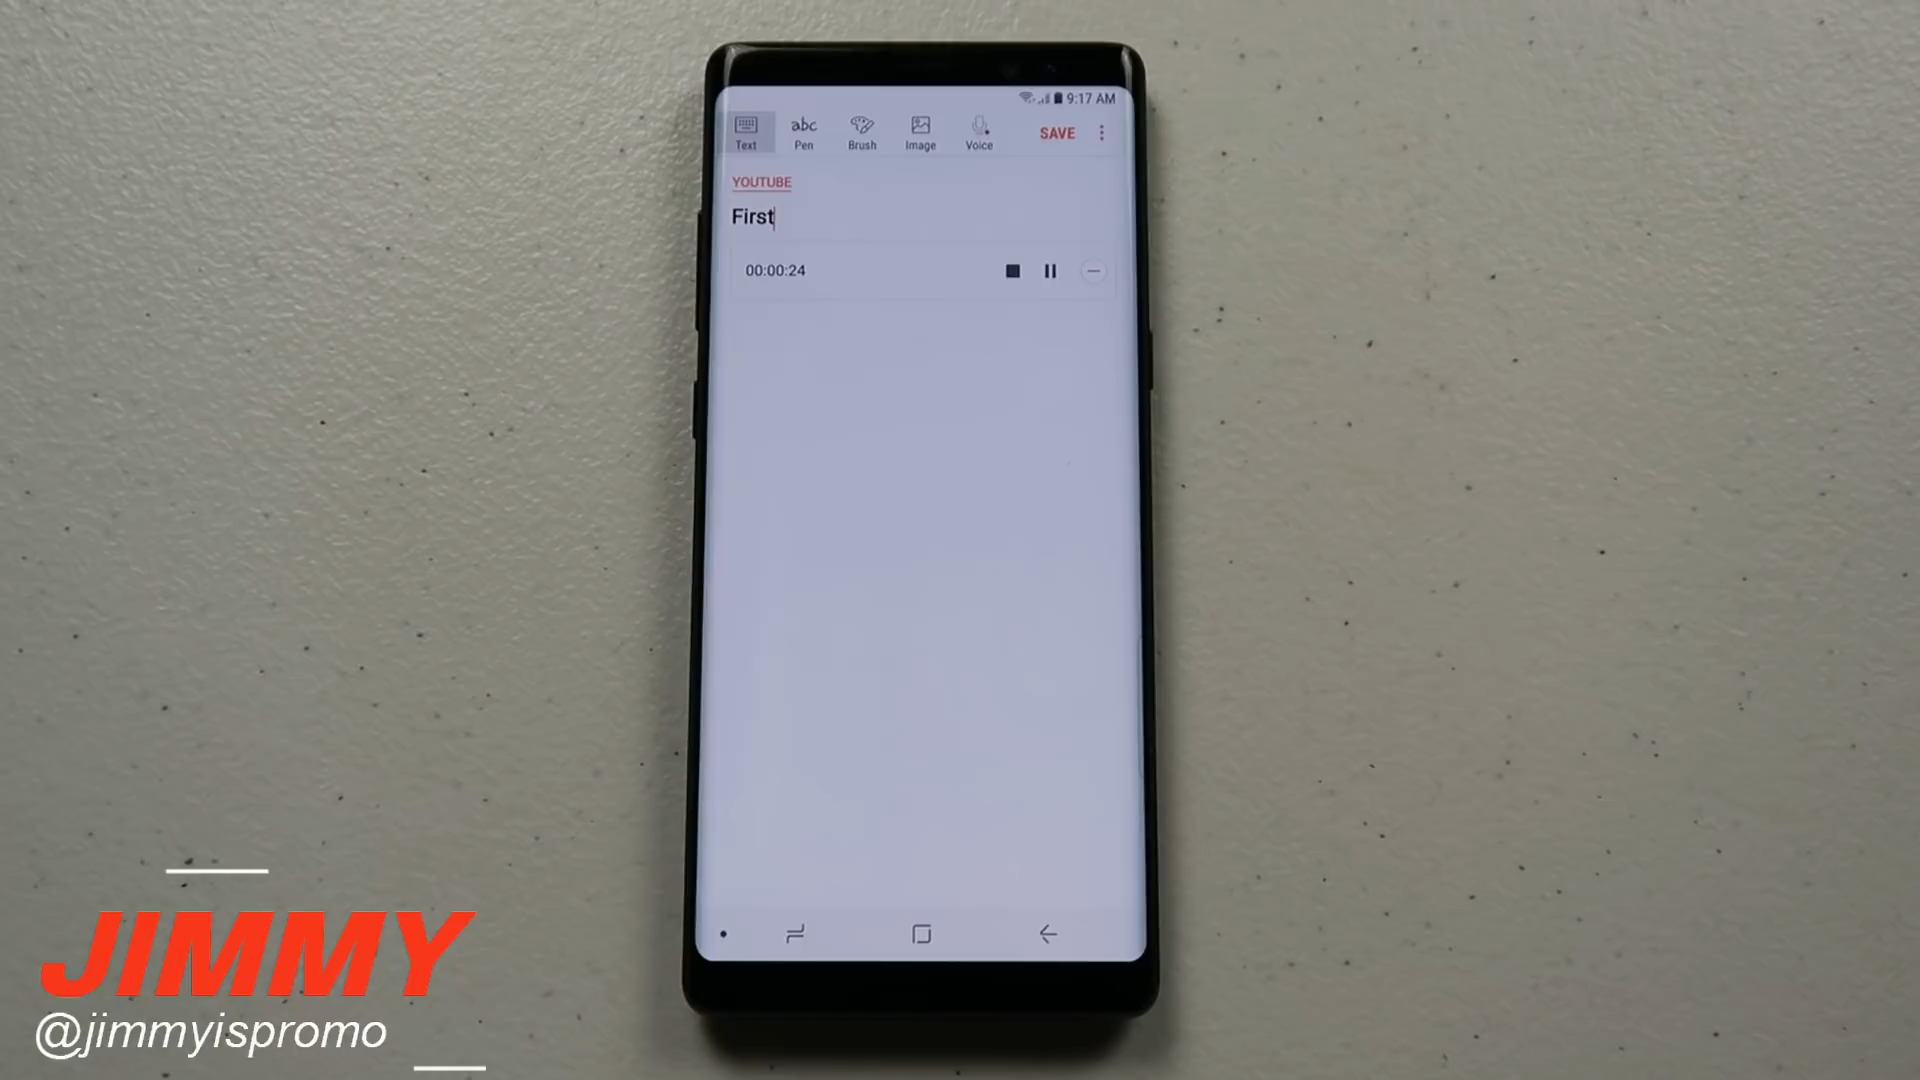 9:17 AM
Text
abc
Pen
Brush
Image
Voice
SAVE
YOUTUBE
First
00:00:24
JIMMY
@jimmyispromo